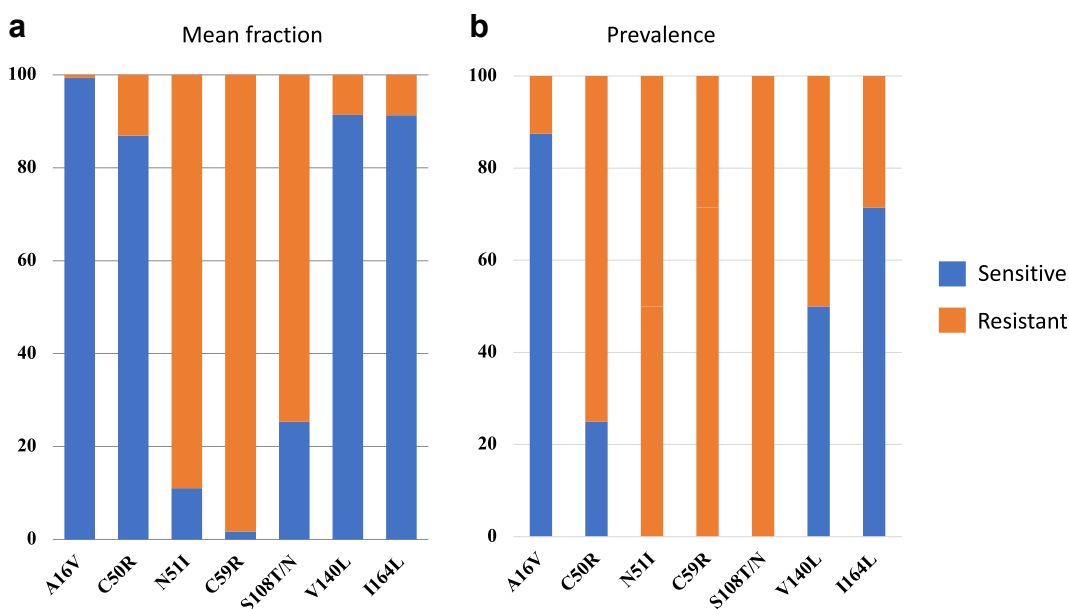 a
Mean fraction
100
80
60
40
20
0
A16V
C50R
N51I
C59R
S108T/N
V140L
I164L
b
Prevalence
100
80
60
40
20
0
A16V
C50R
N51I
C59R
S108T/N
V140L
I164L
Sensitive
Resistant